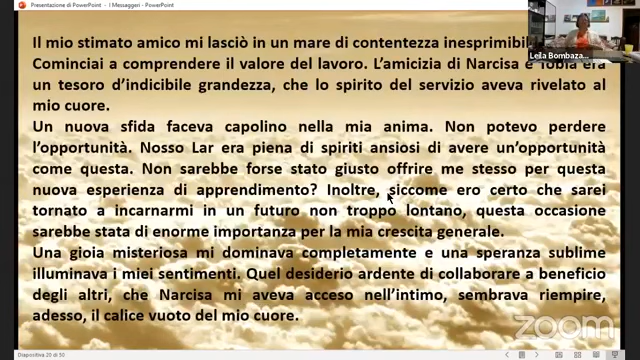 Presentazione di PowerPoint - I Messaggeri - PowerPoint
Il mio stimato amico mi lasciò in un mare di contentezza
Cominciai a comprendere il valore del lavoro. L'amicizia di Narcisa e Tobia era
un tesoro d'indicibile grandezza, che lo spirito del servizio aveva rivelato al
mio cuore.
Un nuova sfida faceva capolino nella mia anima. Non potevo perdere
l'opportunità. Nosso Lar era piena di spiriti ansiosi di avere un'opportunità
come questa. Non sarebbe forse stato giusto offrire me stesso per questa
nuova esperienza di apprendimento? Inoltre, siccome ero certo che sarei
tornato a incarnarmi in un futuro non troppo lontano, questa occasione
sarebbe stata di enorme importanza per la mia crescita generale.
Una gioia misteriosa mi dominava completamente e una speranza sublime
illuminava i miei sentimenti. Quel desiderio ardente di collaborare a beneficio
degli altri, che Narcisa mi aveva acceso nell'intimo, sembrava riempire,
adesso, il calice vuoto del mio cuore.
Leila Bombaza...
zoom
Diapositiva 20 di 50